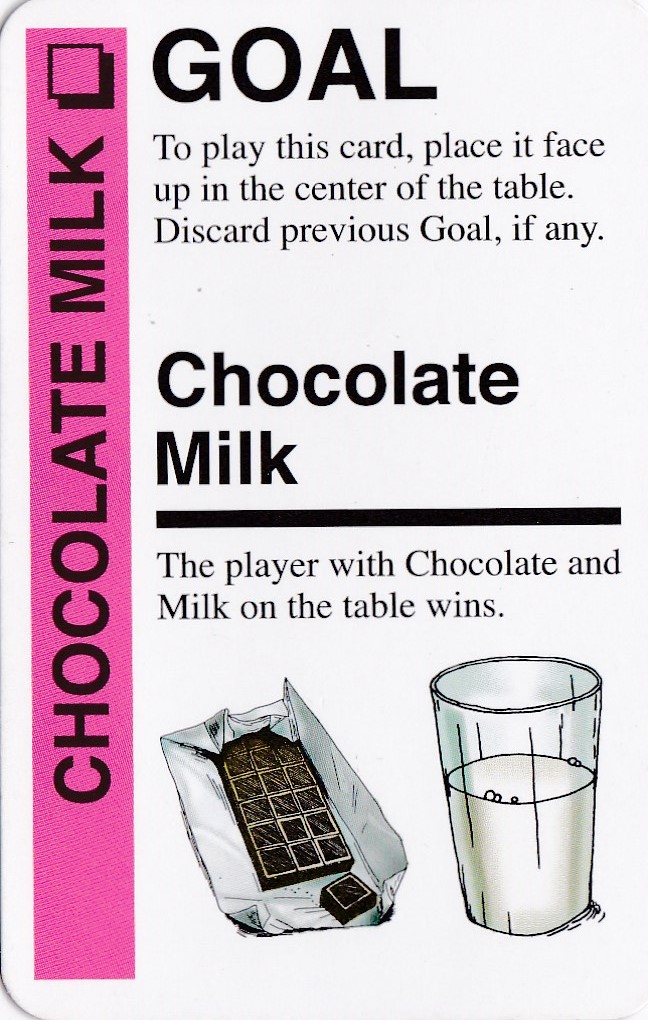 CHOCOLATE MILK
GOAL
To play this card, place it face
up in the center of the table.
Discard previous Goal, if any.
Chocolate
Milk
The player with Chocolate and
Milk on the table wins.